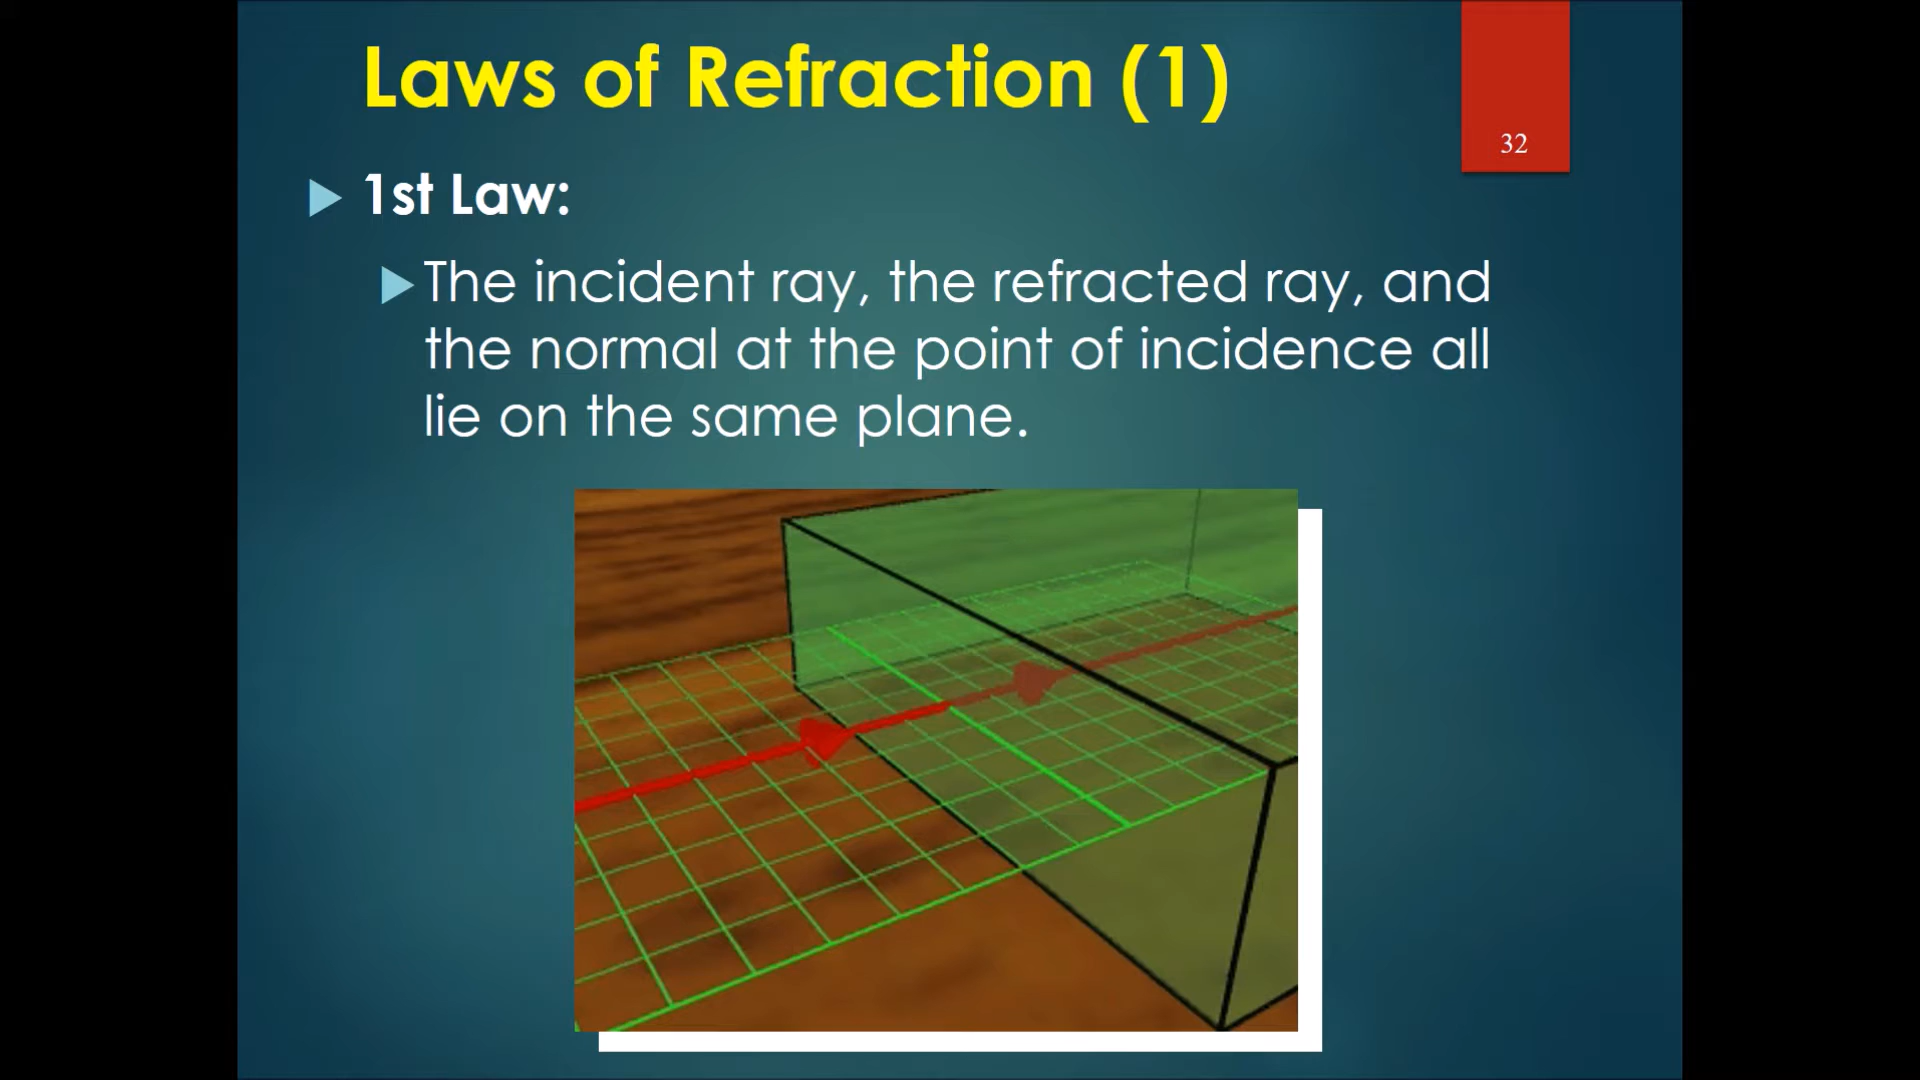 Laws of Refraction (1)
32
1st Law:
The incident ray, the refracted ray, and
the normal at the point of incidence all
lie on the same plane.